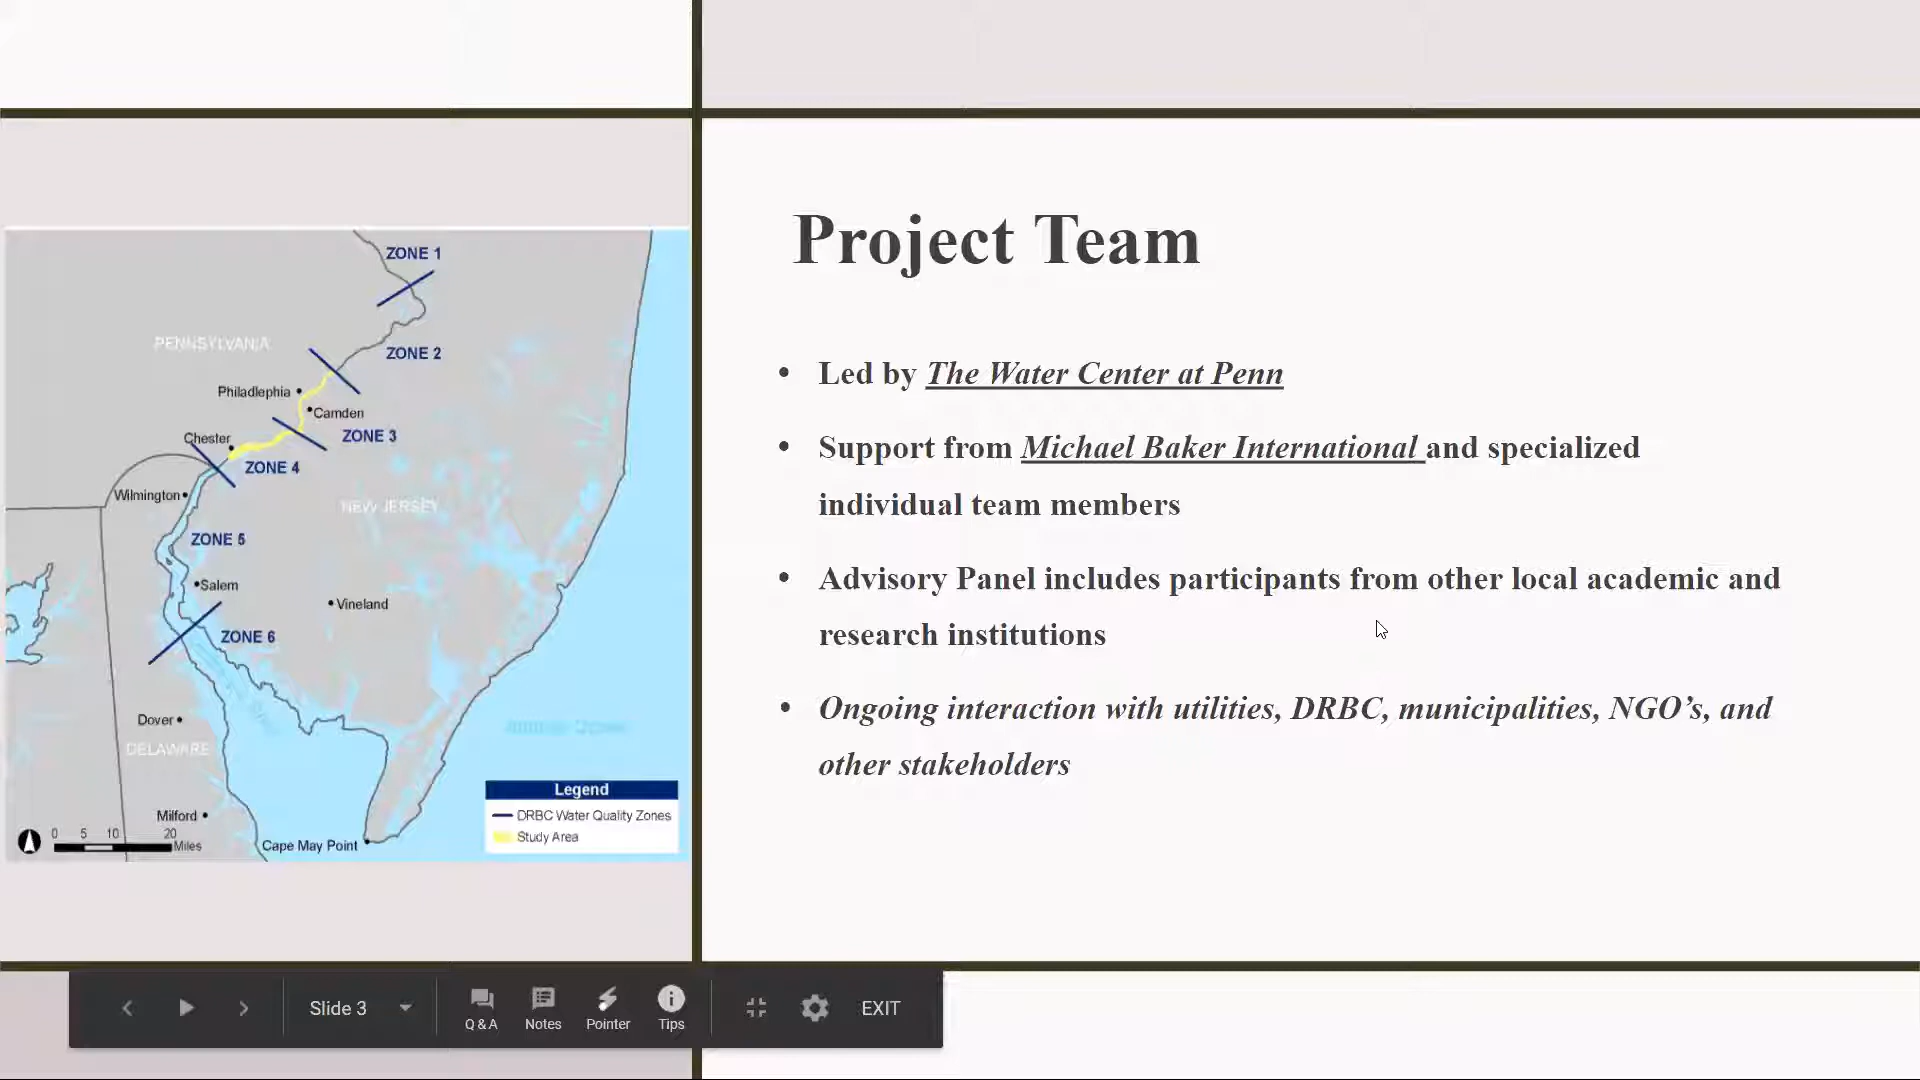 Project Team
• Led by The Water Center at Penn
• Support from Michael Baker International and specialized
individual team members
• Advisory Panel includes participants from other local academic and
research institutions
• Ongoing interaction with utilities, DRBC, municipalities, NGO’s, and
other stakeholders
ZONE 1
PENNSYLVANIA
ZONE 2
Philadlephia
Camden
ZONE 3
Chester
ZONE 4
Wilmington
NEW JERSEY
ZONE 5
Salem
Vineland
ZONE 6
Dover
DELAWARE
Atlantic Ocean
Milford
Cape May Point
0 5 10 20
Miles
Legend
DRBC Water Quality Zones
Study Area
Slide 3
Q & A
Notes
Pointer
Tips
EXIT